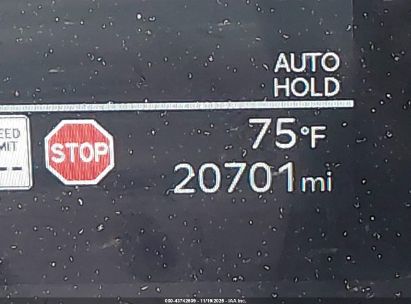 AUTO
HOLD
75°F
EED
MIT
STOP
20701mi